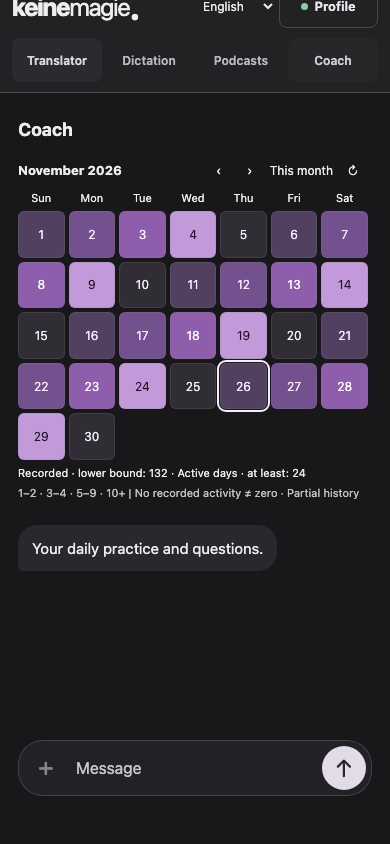 keinemagie.
English
Profile
Translator Dictation Podcasts Coach
Coach
November 2026 ‹ › This month ↻
Sun Mon Tue Wed Thu Fri Sat
1 2 3 4 5 6 7
8 9 10 11 12 13 14
15 16 17 18 19 20 21
22 23 24 25 26 27 28
29 30
Recorded · lower bound: 132 · Active days · at least: 24
1–2 · 3–4 · 5–9 · 10+ | No recorded activity ≠ zero · Partial history
Your daily practice and questions.
+ Message